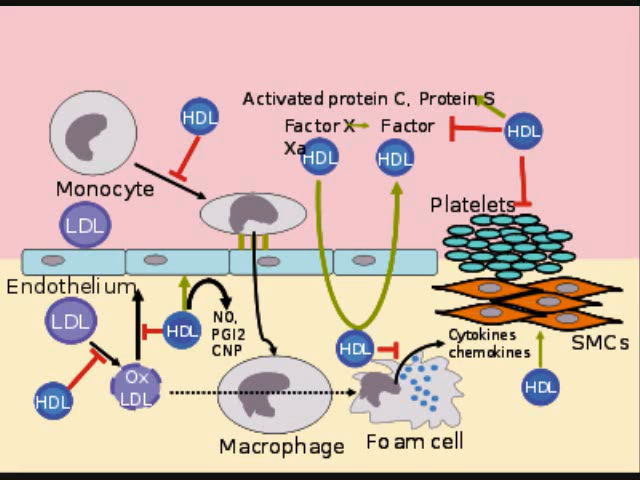 Activated protein C, Protein S
HDL
Factor X
Factor
HDL
Xa
HDL
HDL
Monocyte
Platelets
LDL
Endothelium
LDL
HDL
NO,
PGI2
CNP
HDL
Cytokines
chemokines
SMCs
Ox
LDL
HDL
HDL
Macrophage
Foam cell